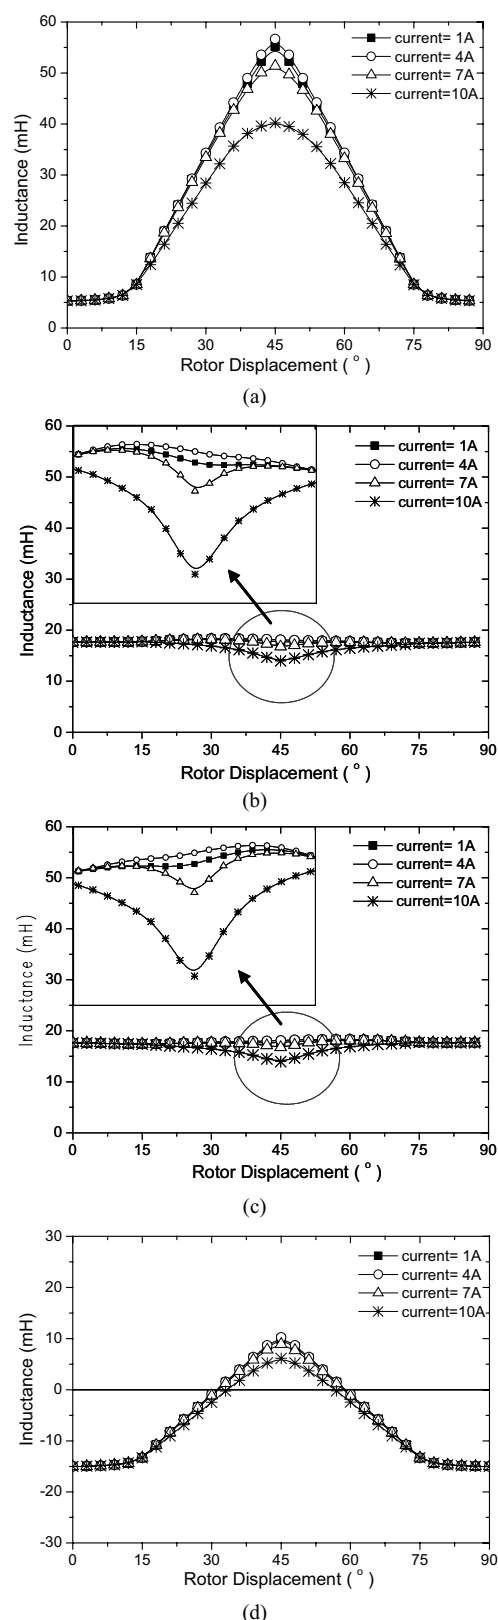 60
50
40
30
20
10
0
Inductance (mH)
current= 1A
current= 4A
current= 7A
current=10A
0 15 30 45 60 75 90
Rotor Displacement ( ° )
(a)
60
50
40
30
20
10
0
Inductance (mH)
current= 1A
current= 4A
current= 7A
current=10A
0 15 30 45 60 75 90
Rotor Displacement ( ° )
(b)
60
50
40
30
20
10
0
Inductance (mH)
current= 1A
current= 4A
current= 7A
current=10A
0 15 30 45 60 75 90
Rotor Displacement ( ° )
(c)
30
20
10
0
-10
-20
-30
Inductance (mH)
current= 1A
current= 4A
current= 7A
current=10A
0 15 30 45 60 75 90
Rotor Displacement ( ° )
(d)